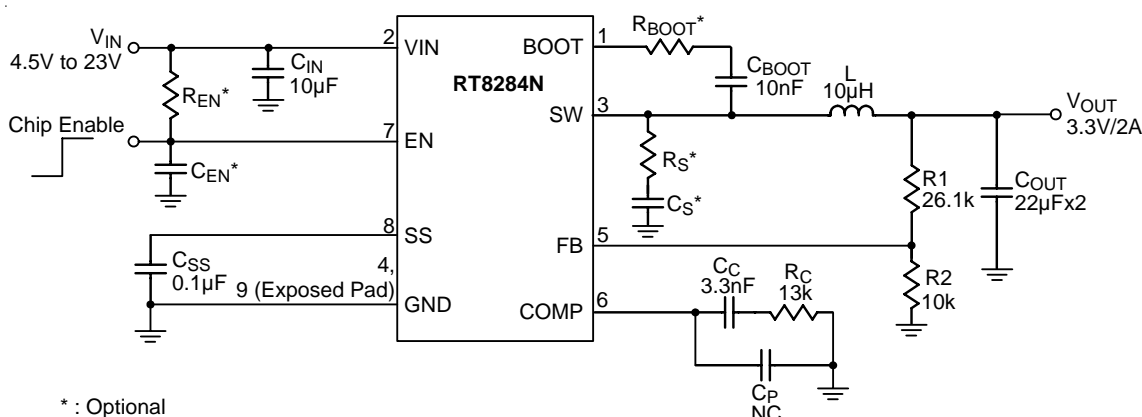 VIN
4.5V to 23V
Chip Enable
REN*
CEN*
CIN
10µF
2
VIN
7
EN
8
SS
4,
9 (Exposed Pad)
GND
CSS
0.1µF
RT8284N
BOOT
1
SW
3
FB
5
COMP
6
RBOOT*
CBOOT
10nF
L
10µH
RS*
CS*
VOUT
3.3V/2A
R1
26.1k
COUT
22µFx2
R2
10k
CC
3.3nF
RC
13k
CP
NC
* : Optional